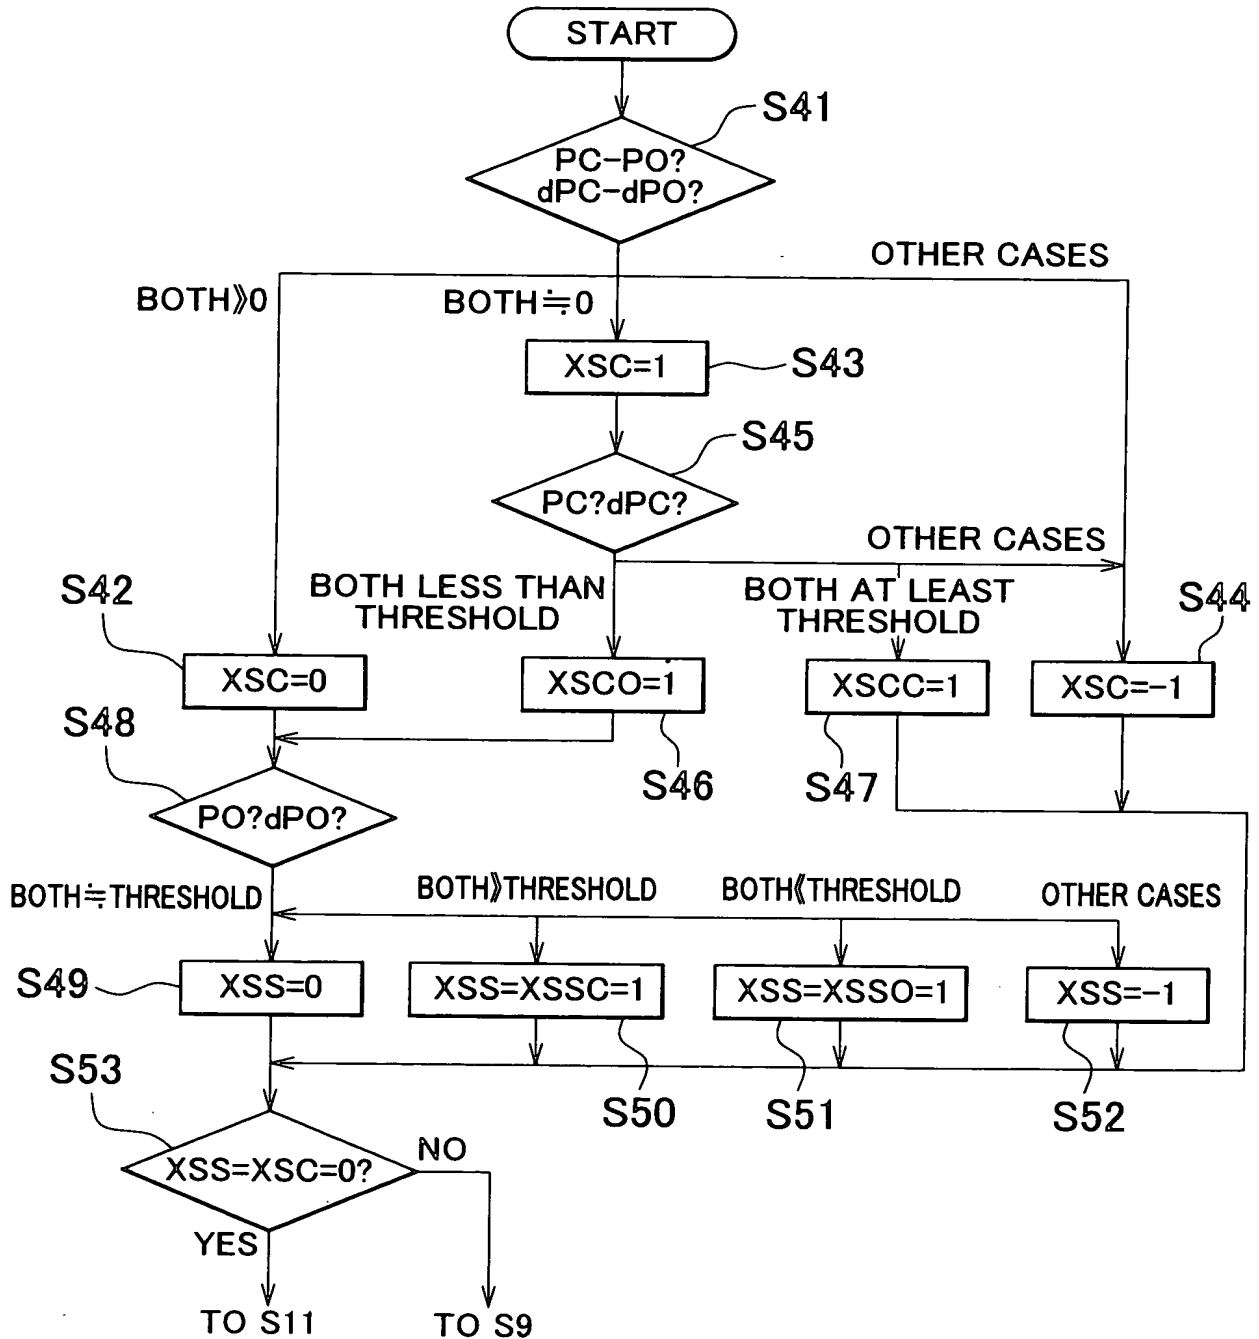 START
S41
PC-PO?
dPC-dPO?
OTHER CASES
BOTH》0
BOTH≒0
XSC=1
S43
S45
PC?dPC?
OTHER CASES
BOTH LESS THAN
THRESHOLD
BOTH AT LEAST
THRESHOLD
S42
S44
XSC=0
XSCO=1
XSCC=1
XSC=-1
S48
S46
S47
PO?dPO?
BOTH≒THRESHOLD
BOTH》THRESHOLD
BOTH《THRESHOLD
OTHER CASES
S49
XSS=0
XSS=XSSC=1
XSS=XSSO=1
XSS=-1
S53
S50
S51
S52
XSS=XSC=0?
NO
YES
TO S11
TO S9